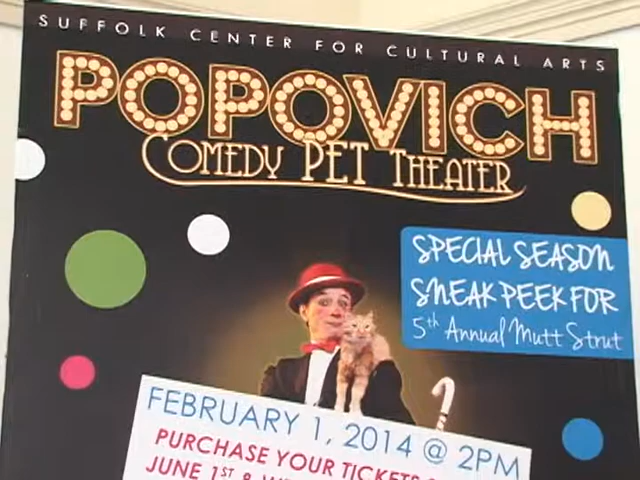 SUFFOLK CENTER FOR CULTURAL ARTS
POPOVICH
COMEDY PET THEATER
SPECIAL SEASON
SNEAK PEEK FOR
5th Annual Mutt Strut
FEBRUARY 1, 2014 @ 2PM
PURCHASE YOUR TICKETS
JUNE 1ST &